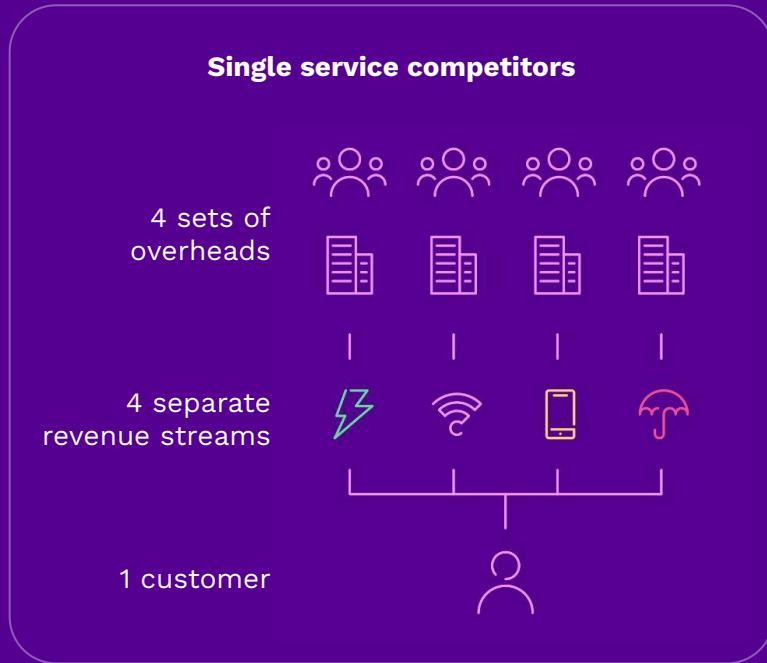 Single service competitors
4 sets of
overheads
4 separate
revenue streams
1 customer